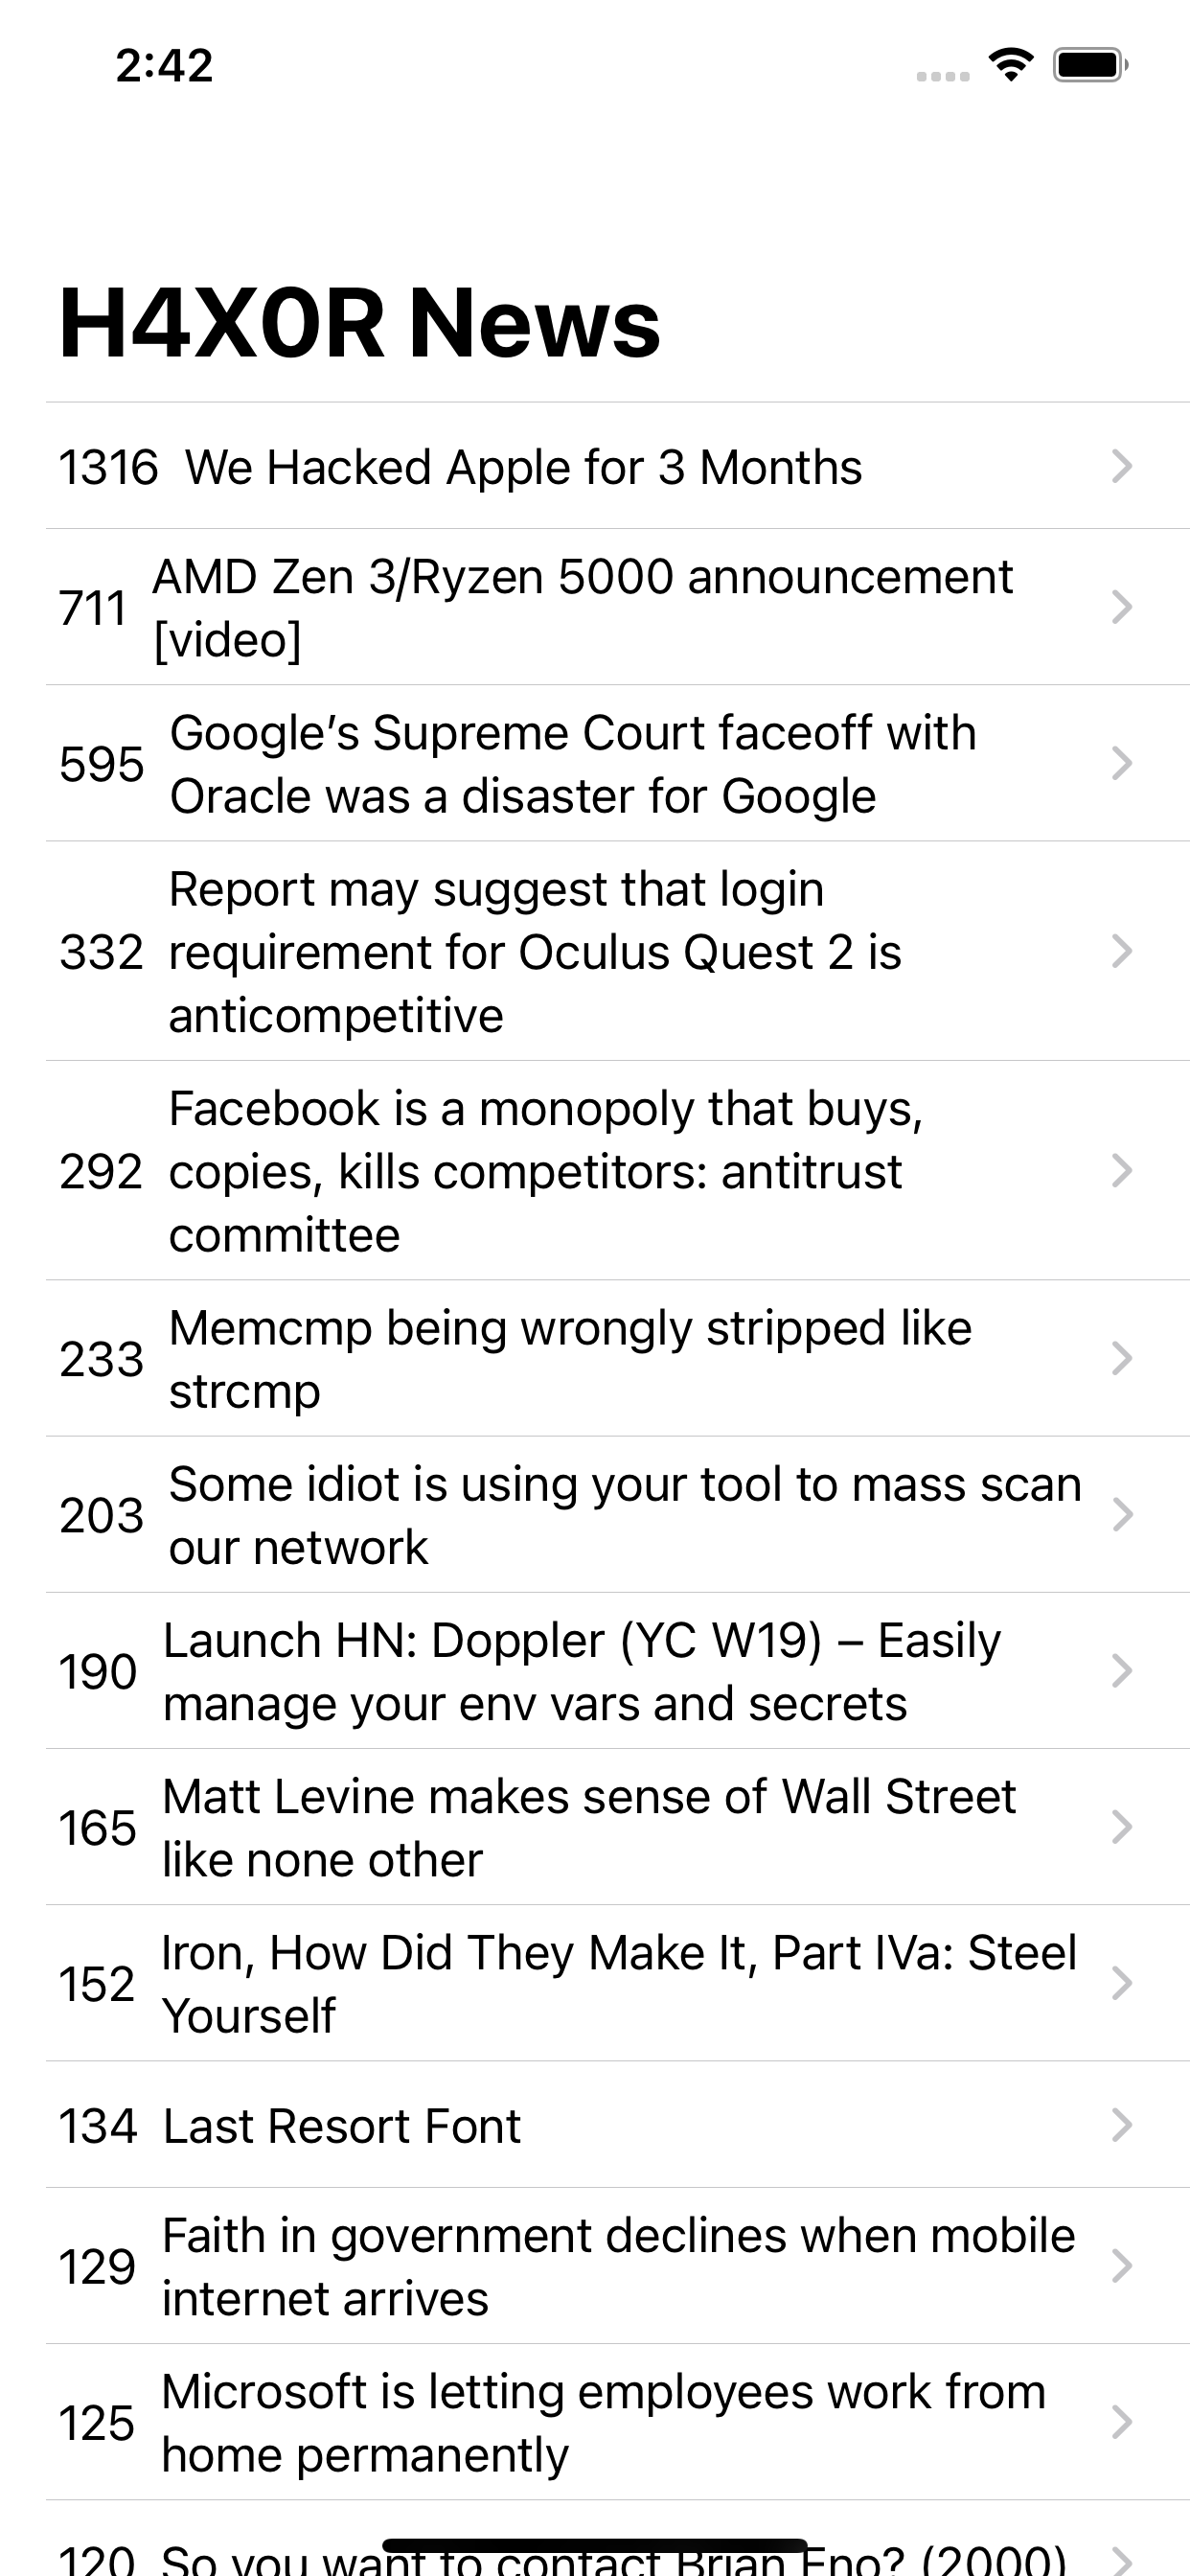 2:42
H4X0R News
1316 We Hacked Apple for 3 Months
AMD Zen 3/Ryzen 5000 announcement
711
[video]
Google’s Supreme Court faceoff with
595
Oracle was a disaster for Google
Report may suggest that login
332 requirement for Oculus Quest 2 is
anticompetitive
Facebook is a monopoly that buys,
292 copies, kills competitors: antitrust
committee
Memcmp being wrongly stripped like
233
strcmp
Some idiot is using your tool to mass scan
203
our network
Launch HN: Doppler (YC W19) – Easily
190
manage your env vars and secrets
Matt Levine makes sense of Wall Street
165
like none other
Iron, How Did They Make It, Part IVa: Steel
152
Yourself
134 Last Resort Font
Faith in government declines when mobile
129
internet arrives
Microsoft is letting employees work from
125
home permanently
120 So you want to contact Brian Eno? (2000)